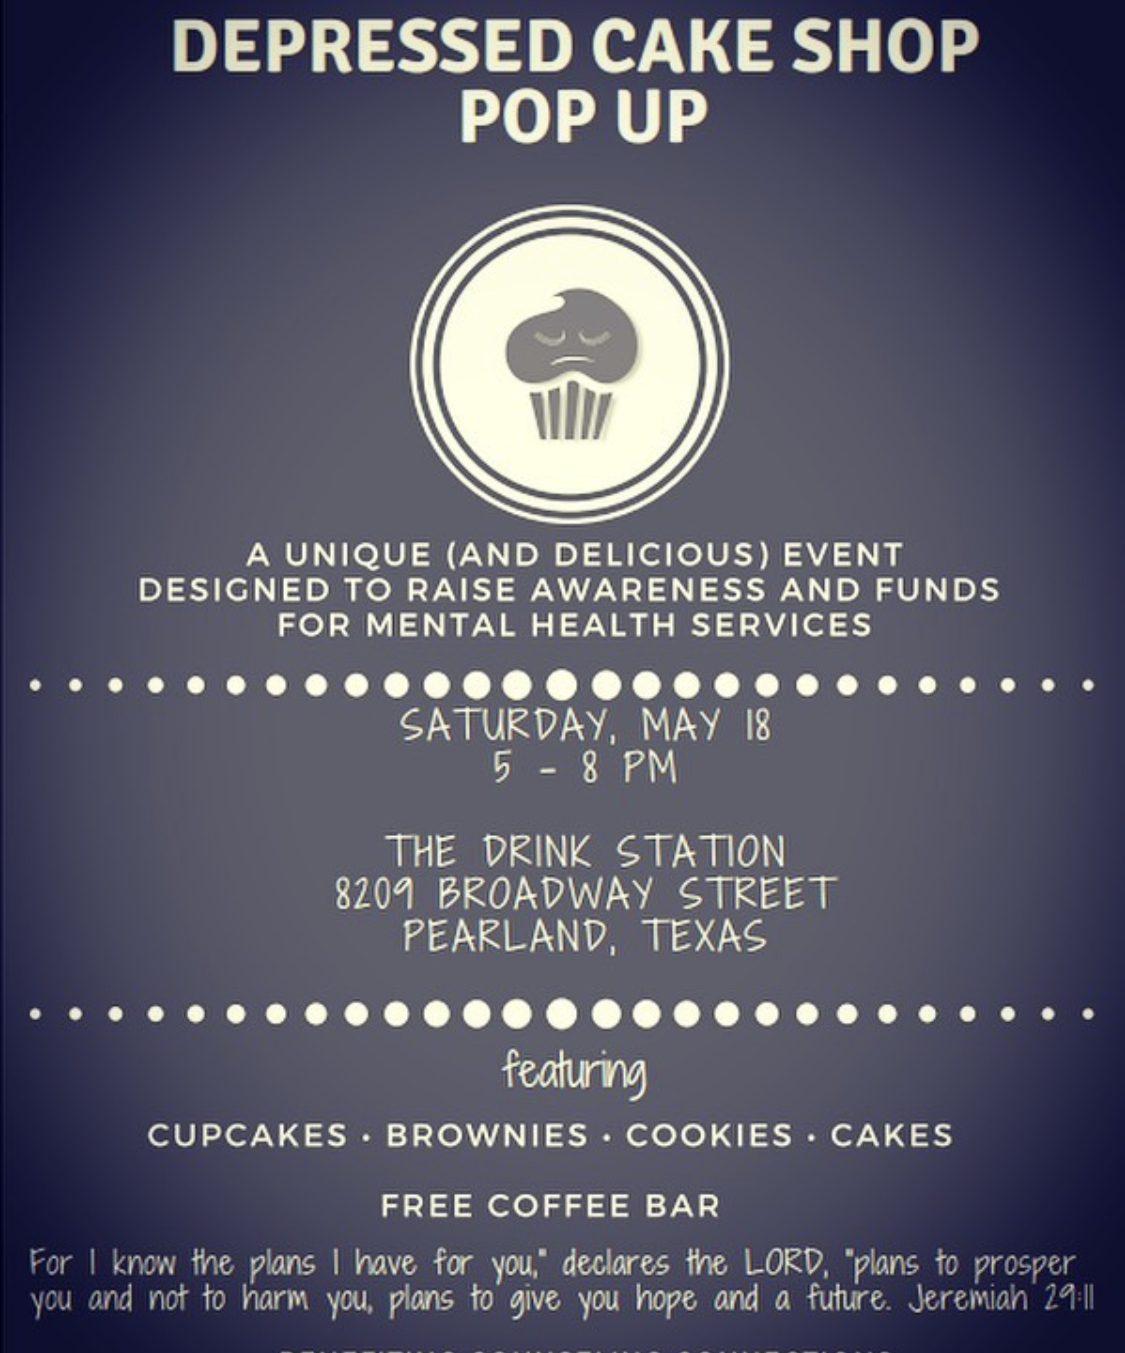 DEPRESSED CAKE SHOP
POP UP
A UNIQUE (AND DELICIOUS) EVENT
DESIGNED TO RAISE AWARENESS AND FUNDS
FOR MENTAL HEALTH SERVICES
SATURDAY, MAY 18
5 - 8 PM
THE DRINK STATION
8209 BROADWAY STREET
PEARLAND, TEXAS
featuring
CUPCAKES • BROWNIES • COOKIES • CAKES
FREE COFFEE BAR
For I know the plans I have for you," declares the LORD, "plans to prosper
you and not to harm you, plans to give you hope and a future. Jeremiah 29:11